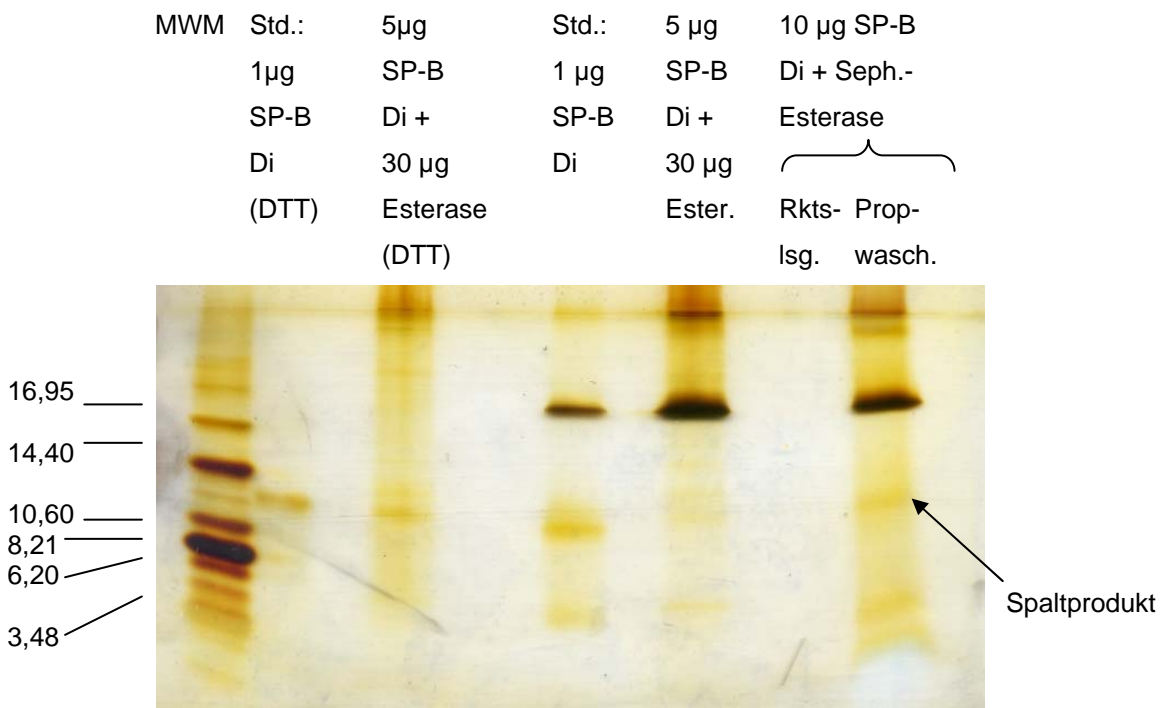 MWM Std.: 5µg Std.: 5 µg 10 µg SP-B
1µg SP-B 1 µg SP-B Di + Seph.-
SP-B Di + SP-B Di + Esterase
Di 30 µg Di 30 µg
(DTT) Esterase Ester. Rkts- Prop-
(DTT) lsg. wasch.
16,95
14,40
10,60
8,21
6,20
Spaltprodukt
3,48